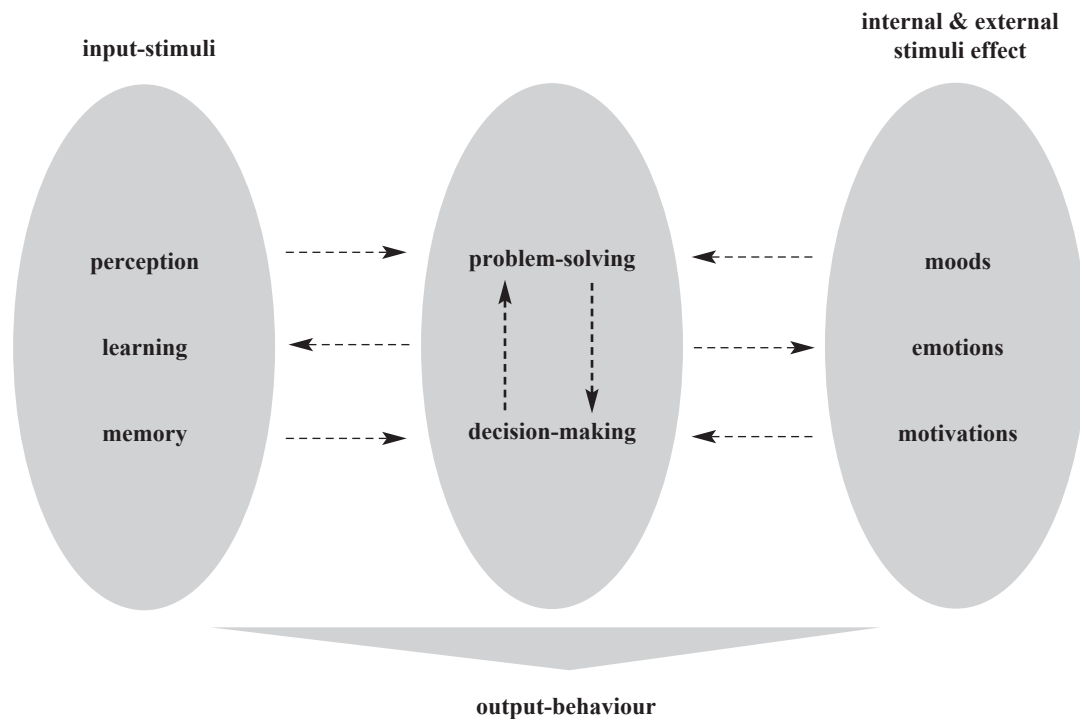 input-stimuli
internal & external
stimuli effect
perception
learning
memory
problem-solving
decision-making
moods
emotions
motivations
output-behaviour